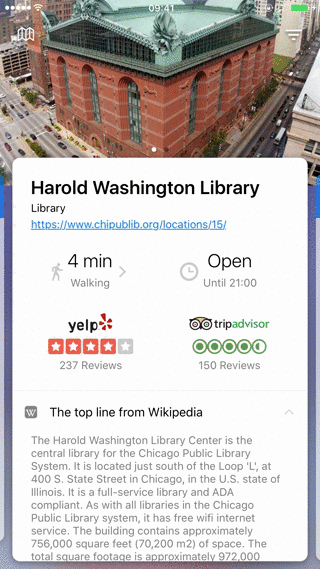 09:41
Harold Washington Library
Library
https://www.chipublib.org/locations/15/
4 min
Walking
Open
Until 21:00
yelp
tripadvisor
237 Reviews
150 Reviews
W The top line from Wikipedia
The Harold Washington Library Center is the
central library for the Chicago Public Library
System. It is located just south of the Loop 'L', at
400 S. State Street in Chicago, in the U.S. state of
Illinois. It is a full-service library and ADA
compliant. As with all libraries in the Chicago
Public Library system, it has free wifi internet
service. The building contains approximately
756,000 square feet (70,200 m2) of space. The
total square footage is approximately 972,000